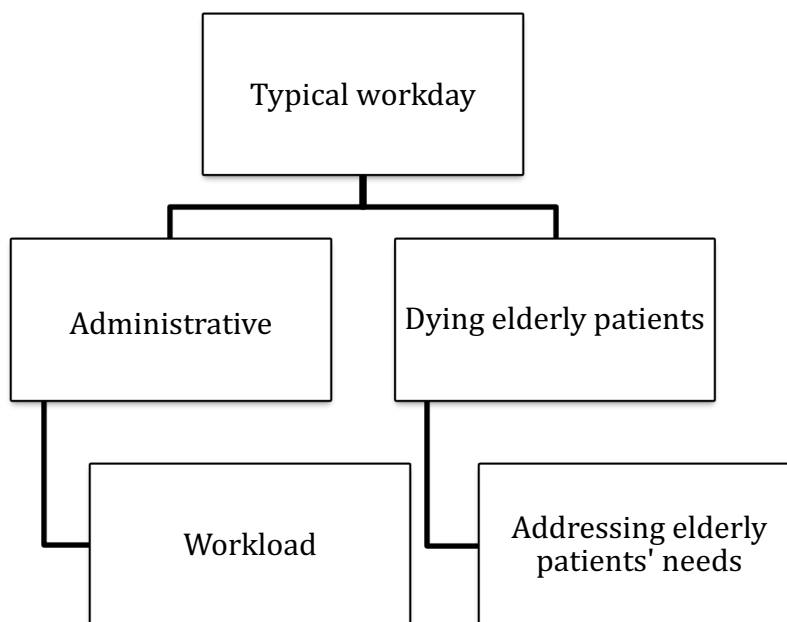 Typical workday
Administrative
Dying elderly patients
Workload
Addressing elderly
patients' needs